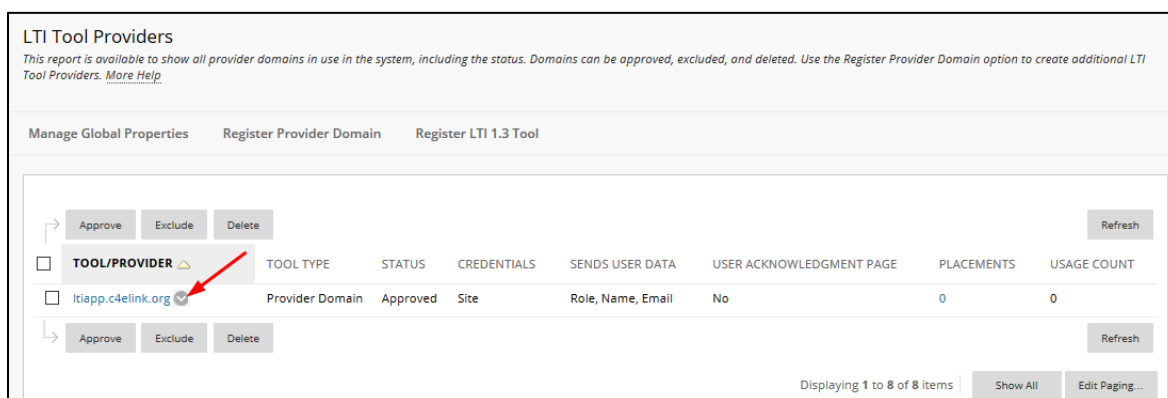 LTI Tool Providers
This report is available to show all provider domains in use in the system, including the status. Domains can be approved, excluded, and deleted. Use the Register Provider Domain option to create additional LTI
Tool Providers. More Help
Manage Global Properties Register Provider Domain Register LTI 1.3 Tool
Approve Exclude Delete Refresh
TOOL/PROVIDER TOOL TYPE STATUS CREDENTIALS SENDS USER DATA USER ACKNOWLEDGMENT PAGE PLACEMENTS USAGE COUNT
ltiapp.c4elink.org Provider Domain Approved Site Role, Name, Email No 0 0
Approve Exclude Delete Refresh
Displaying 1 to 8 of 8 items Show All Edit Paging...